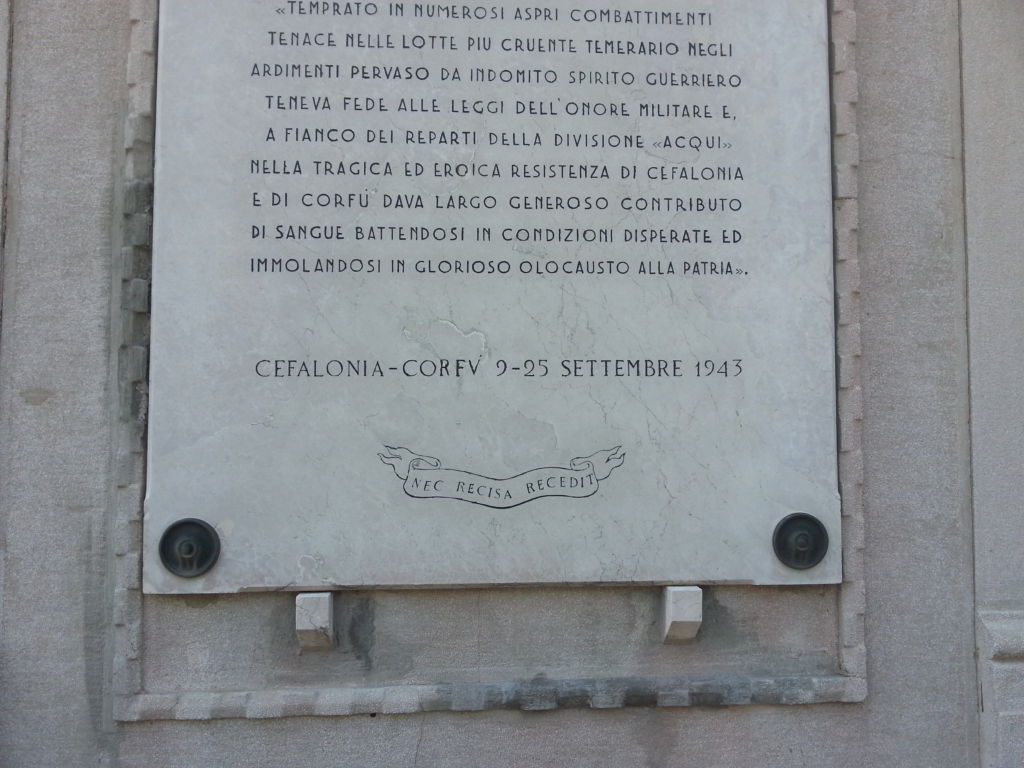 «TEMPRATO IN NUMEROSI ASPRI COMBATTIMENTI
TENACE NELLE LOTTE PIU CRUENTE TEMERARIO NEGLI
ARDIMENTI PERVASO DA INDOMITO SPIRITO GUERRIERO
TENEVA FEDE ALLE LEGGI DELL'ONORE MILITARE E,
A FIANCO DEI REPARTI DELLA DIVISIONE «ACQUI»
NELLA TRAGICA ED EROICA RESISTENZA DI CEFALONIA
E DI CORFU' DAVA LARGO GENEROSO CONTRIBUTO
DI SANGUE BATTENDOSI IN CONDIZIONI DISPERATE ED
IMMOLANDOSI IN GLORIOSO OLOCAUSTO ALLA PATRIA».
CEFALONIA-CORFV 9-25 SETTEMBRE 1943
NEC RECISA RECEDIT